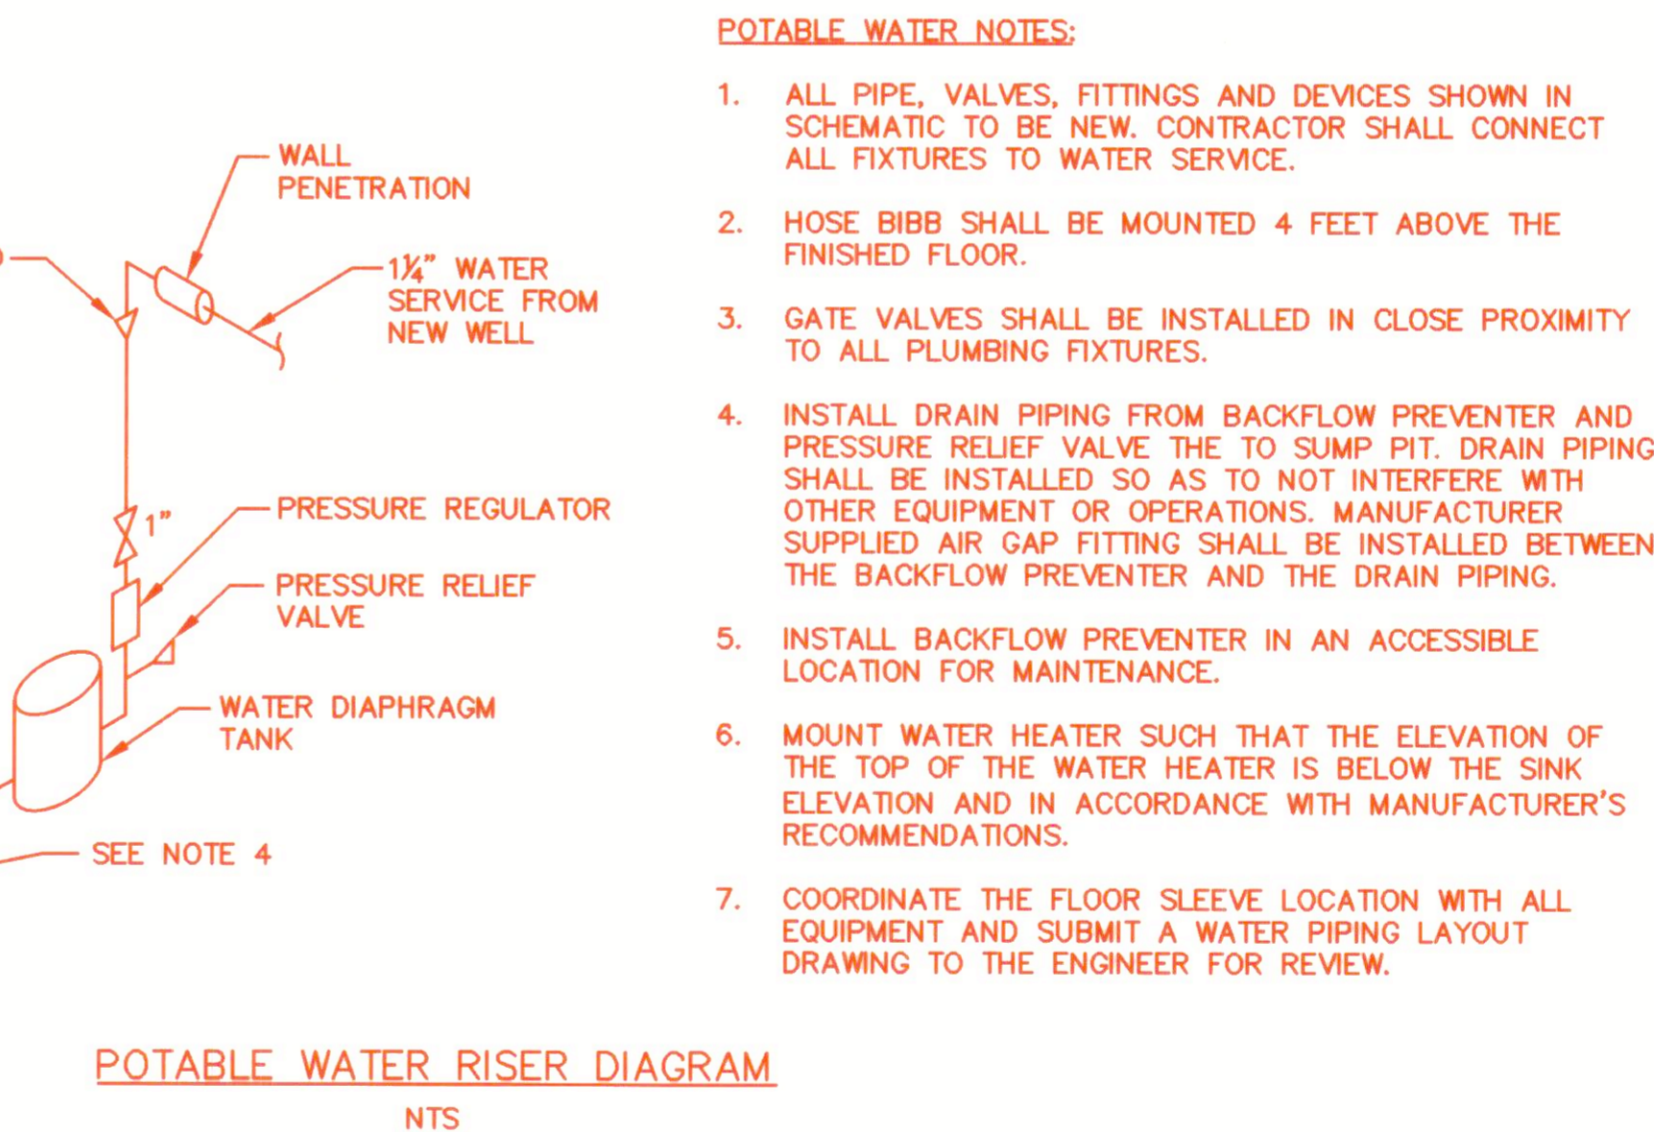 POTABLE WATER NOTES:
1. ALL PIPE, VALVES, FITTINGS AND DEVICES SHOWN IN
SCHEMATIC TO BE NEW. CONTRACTOR SHALL CONNECT
ALL FIXTURES TO WATER SERVICE.
2. HOSE BIBB SHALL BE MOUNTED 4 FEET ABOVE THE
FINISHED FLOOR.
3. GATE VALVES SHALL BE INSTALLED IN CLOSE PROXIMITY
TO ALL PLUMBING FIXTURES.
4. INSTALL DRAIN PIPING FROM BACKFLOW PREVENTER AND
PRESSURE RELIEF VALVE THE TO SUMP PIT. DRAIN PIPING
SHALL BE INSTALLED SO AS TO NOT INTERFERE WITH
OTHER EQUIPMENT OR OPERATIONS. MANUFACTURER
SUPPLIED AIR GAP FITTING SHALL BE INSTALLED BETWEEN
THE BACKFLOW PREVENTER AND THE DRAIN PIPING.
5. INSTALL BACKFLOW PREVENTER IN AN ACCESSIBLE
LOCATION FOR MAINTENANCE.
6. MOUNT WATER HEATER SUCH THAT THE ELEVATION OF
THE TOP OF THE WATER HEATER IS BELOW THE SINK
ELEVATION AND IN ACCORDANCE WITH MANUFACTURER'S
RECOMMENDATIONS.
7. COORDINATE THE FLOOR SLEEVE LOCATION WITH ALL
EQUIPMENT AND SUBMIT A WATER PIPING LAYOUT
DRAWING TO THE ENGINEER FOR REVIEW.
WALL
PENETRATION
1¼" WATER
SERVICE FROM
NEW WELL
1"
PRESSURE REGULATOR
PRESSURE RELIEF
VALVE
WATER DIAPHRAGM
TANK
SEE NOTE 4
POTABLE WATER RISER DIAGRAM
NTS